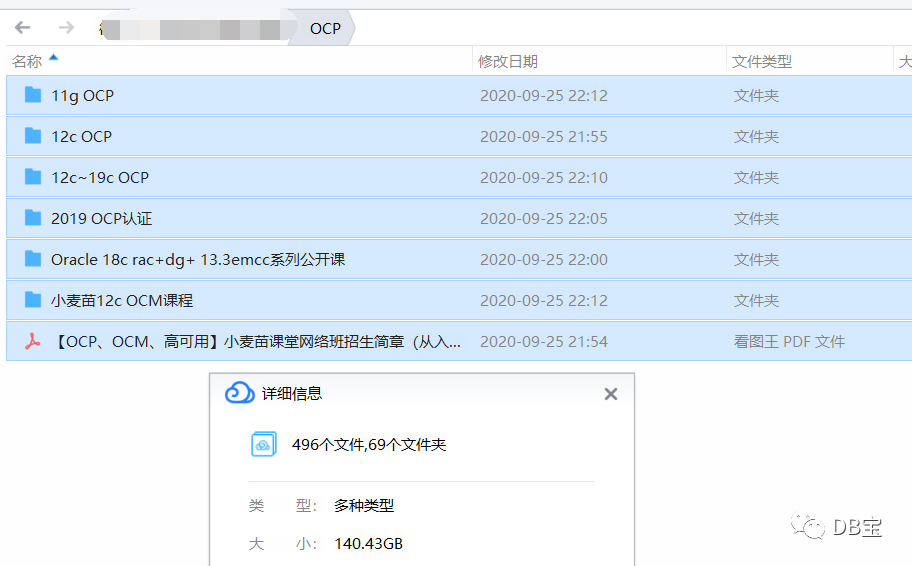 OCP
名称 修改日期 文件类型 大
11g OCP 2020-09-25 22:12 文件夹
12c OCP 2020-09-25 21:55 文件夹
12c~19c OCP 2020-09-25 22:10 文件夹
2019 OCP认证 2020-09-25 22:05 文件夹
Oracle 18c rac+dg+ 13.3emcc系列公开课 2020-09-25 22:00 文件夹
小麦苗12c OCM课程 2020-09-25 22:12 文件夹
【OCP、OCM、高可用】小麦苗课堂网络班招生简章（从入... 2020-09-25 21:54 看图王 PDF 文件
详细信息
496个文件,69个文件夹
类 型： 多种类型
大 小： 140.43GB
DB宝